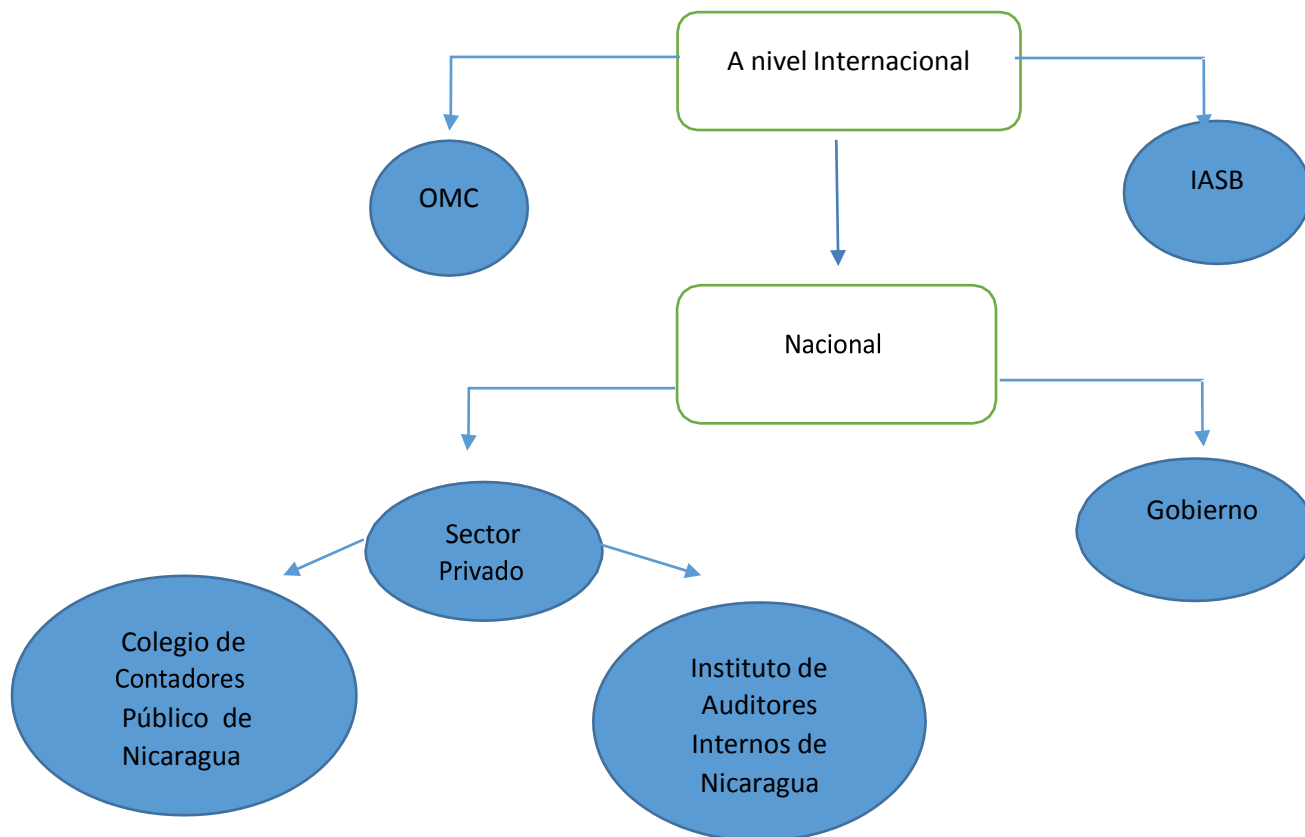 A nivel Internacional
OMC
IASB
Nacional
Sector
Privado
Gobierno
Colegio de
Contadores
Público de
Nicaragua
Instituto de
Auditores
Internos de
Nicaragua